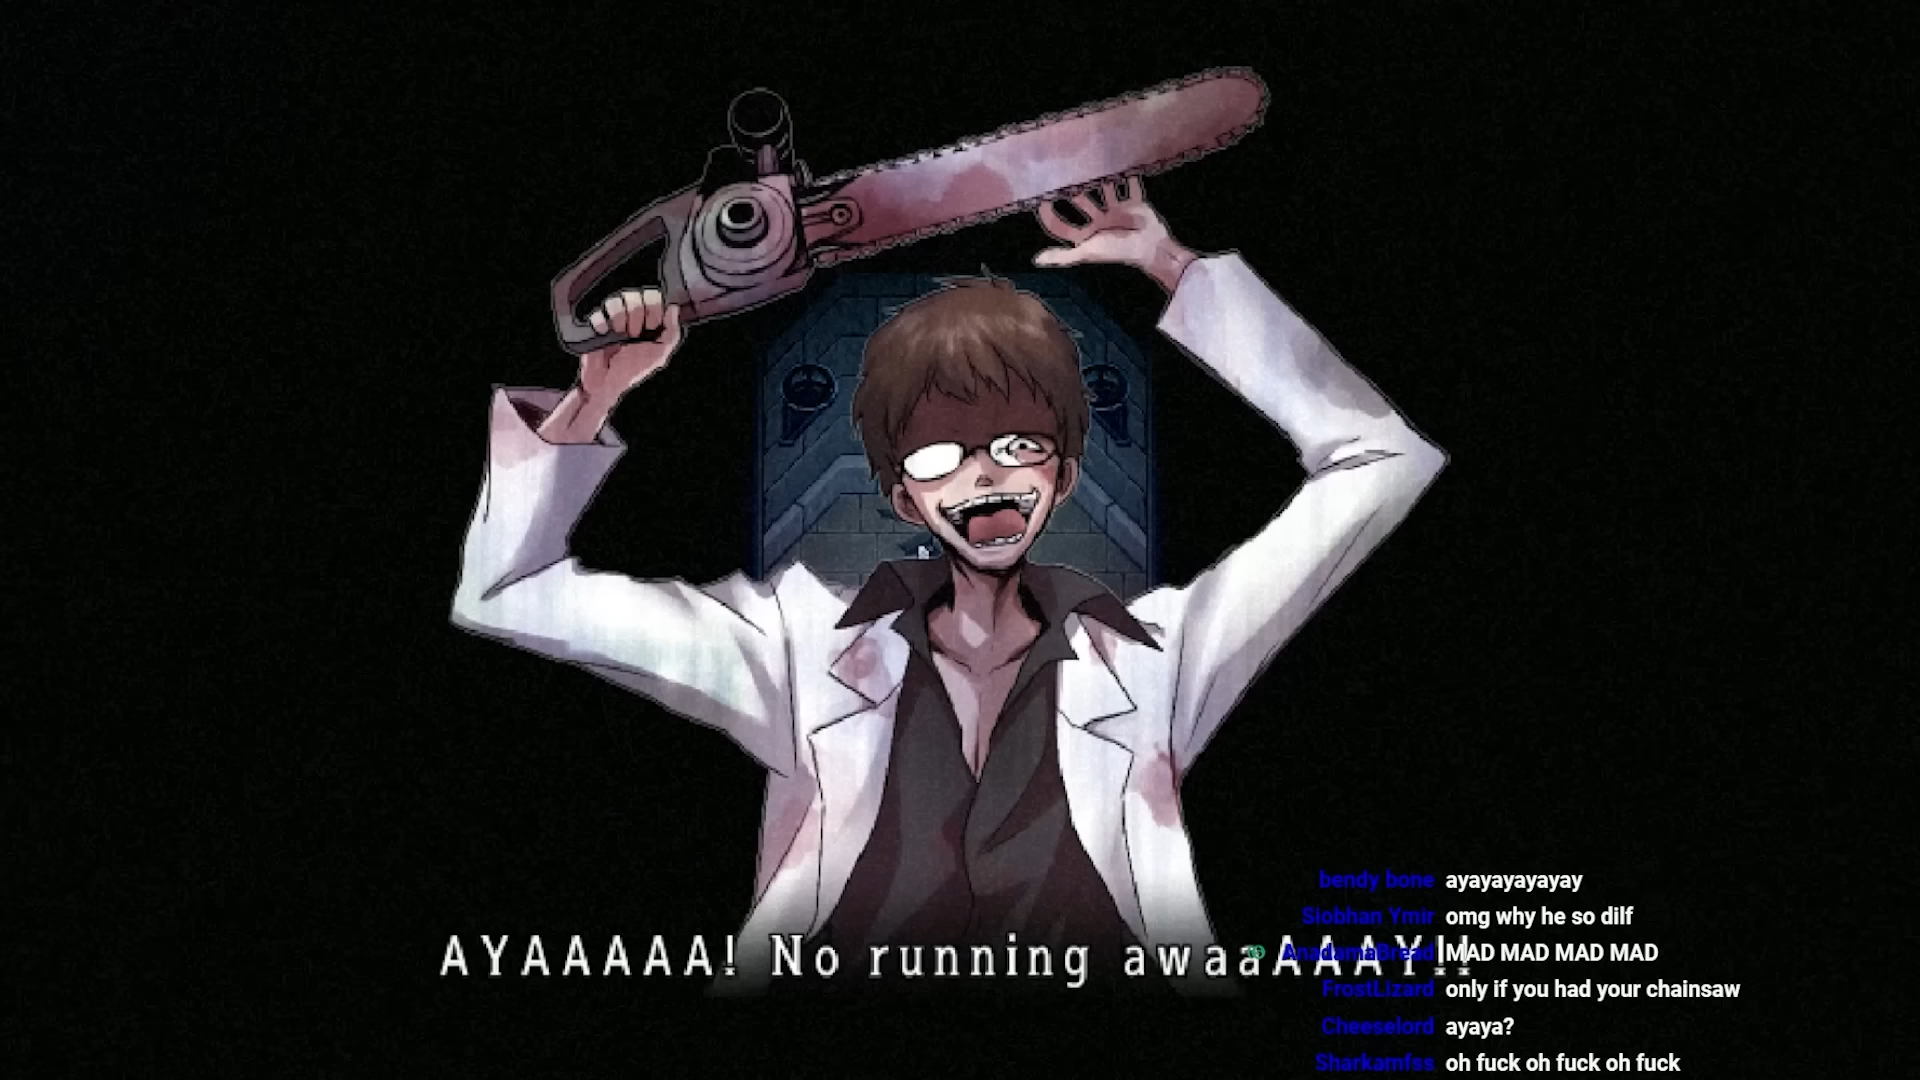 bendy bone ayayayayayay
Siobhan Ymir omg why he so dilf
AYAAAAA! No running awaaAAAAY!!
AnadamaBread MAD MAD MAD MAD
FrostLizard only if you had your chainsaw
Cheeselord ayaya?
Sharkamfss oh fuck oh fuck oh fuck